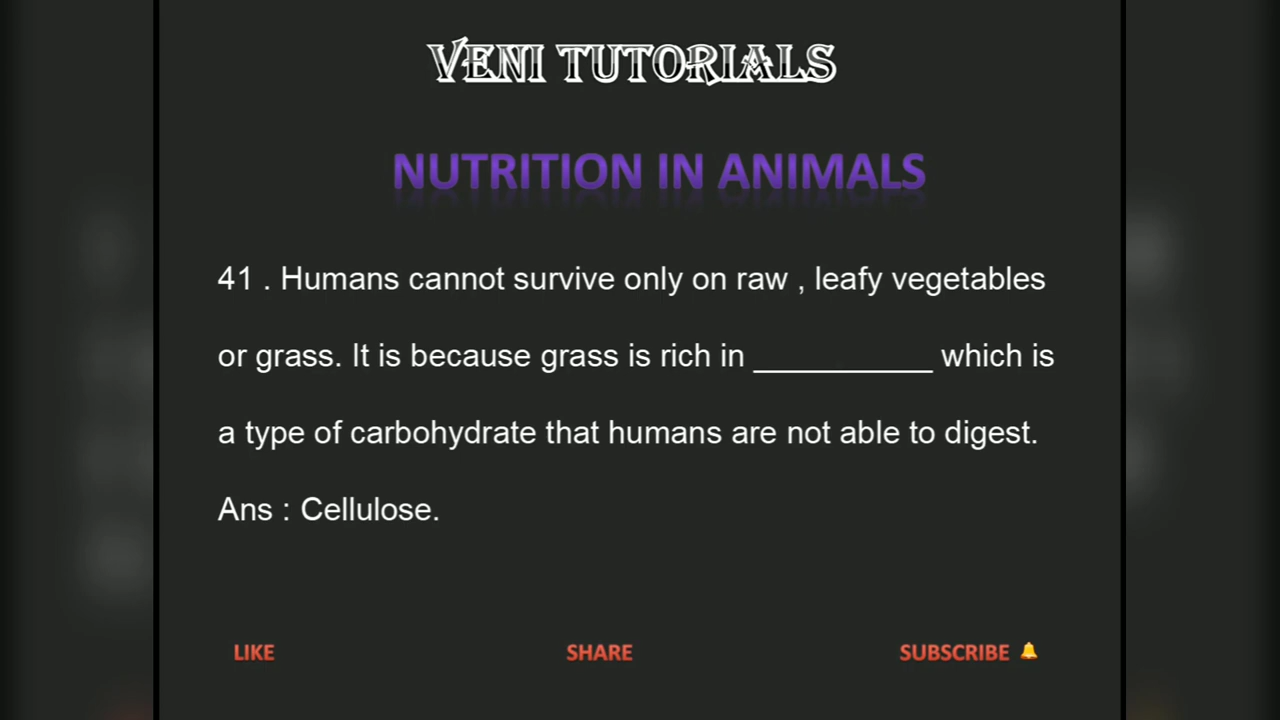 VENI TUTORIALS
NUTRITION IN ANIMALS
41 . Humans cannot survive only on raw , leafy vegetables
or grass. It is because grass is rich in ___________ which is
a type of carbohydrate that humans are not able to digest.
Ans : Cellulose.
LIKE SHARE SUBSCRIBE 🔔